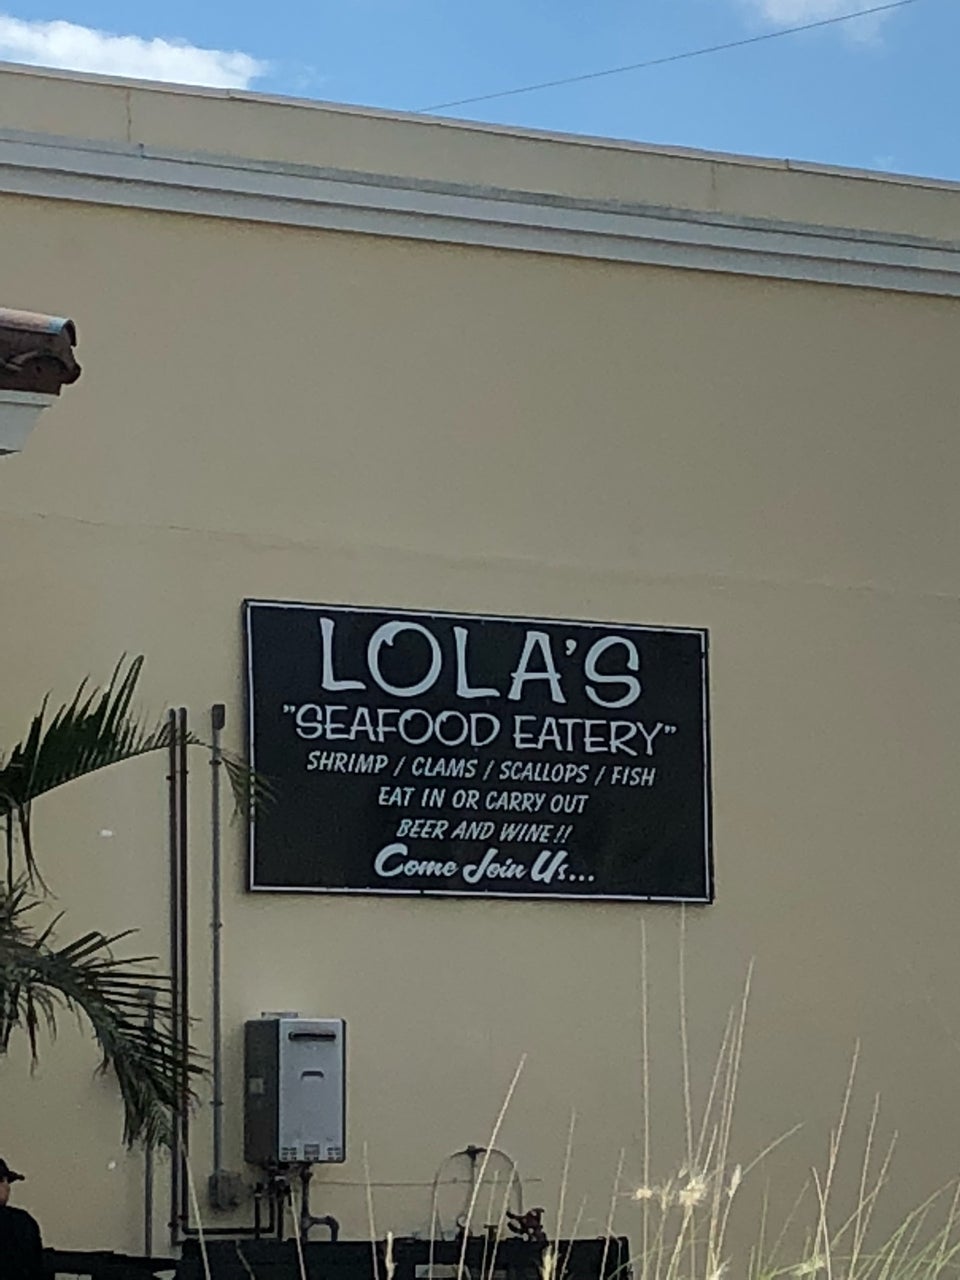 LOLA'S
"SEAFOOD EATERY"
SHRIMP / CLAMS / SCALLOPS / FISH
EAT IN OR CARRY OUT
BEER AND WINE!!
Come Join Us...